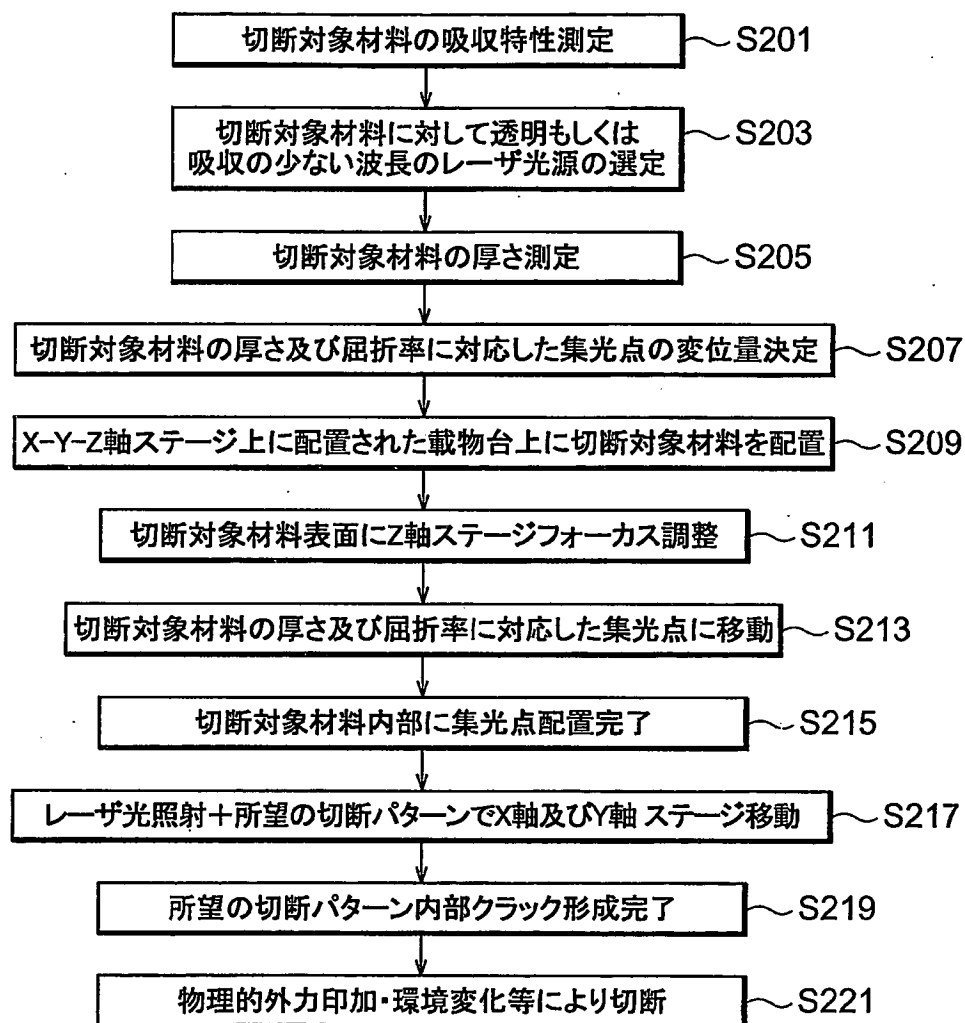 切断対象材料の吸収特性測定 S201
切断対象材料に対して透明もしくは
吸収の少ない波長のレーザ光源の選定 S203
切断対象材料の厚さ測定 S205
切断対象材料の厚さ及び屈折率に対応した集光点の変位量決定 S207
X-Y-Z軸ステージ上に配置された載物台上に切断対象材料を配置 S209
切断対象材料表面にZ軸ステージフォーカス調整 S211
切断対象材料の厚さ及び屈折率に対応した集光点に移動 S213
切断対象材料内部に集光点配置完了 S215
レーザ光照射+所望の切断パターンでX軸及びY軸 ステージ移動 S217
所望の切断パターン内部クラック形成完了 S219
物理的外力印加・環境変化等により切断 S221